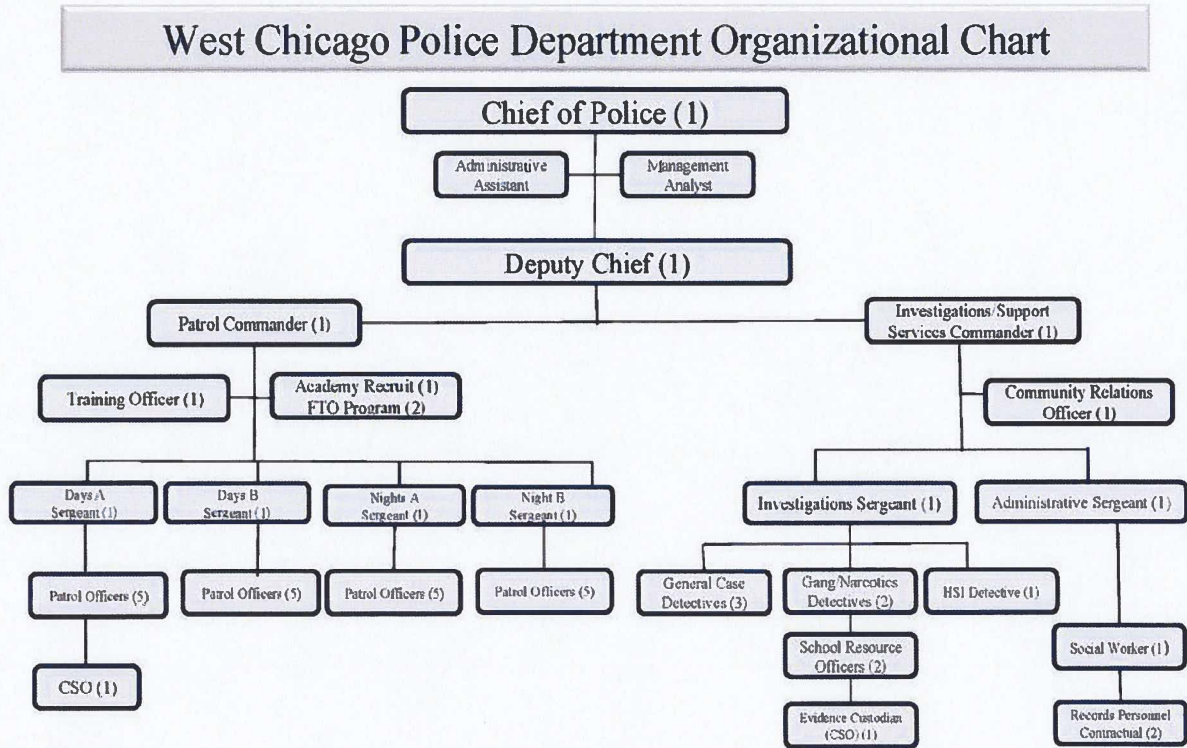 West Chicago Police Department Organizational Chart
Chief of Police (1)
Administrative
Assistant
Management
Analyst
Deputy Chief (1)
Patrol Commander (1)
Investigations/Support
Services Commander (1)
Training Officer (1)
Academy Recruit (1)
FTO Program (2)
Community Relations
Officer (1)
Days A
Sergeant (1)
Days B
Sergeant (1)
Nights A
Sergeant (1)
Night B
Sergeant (1)
Investigations Sergeant (1)
Administrative Sergeant (1)
Patrol Officers (5)
Patrol Officers (5)
Patrol Officers (5)
Patrol Officers (5)
General Case
Detectives (3)
Gang/Narcotics
Detectives (2)
HSI Detective (1)
School Resource
Officers (2)
Social Worker (1)
CSO (1)
Evidence Custodian
(CSO) (1)
Records Personnel
Contractual (2)